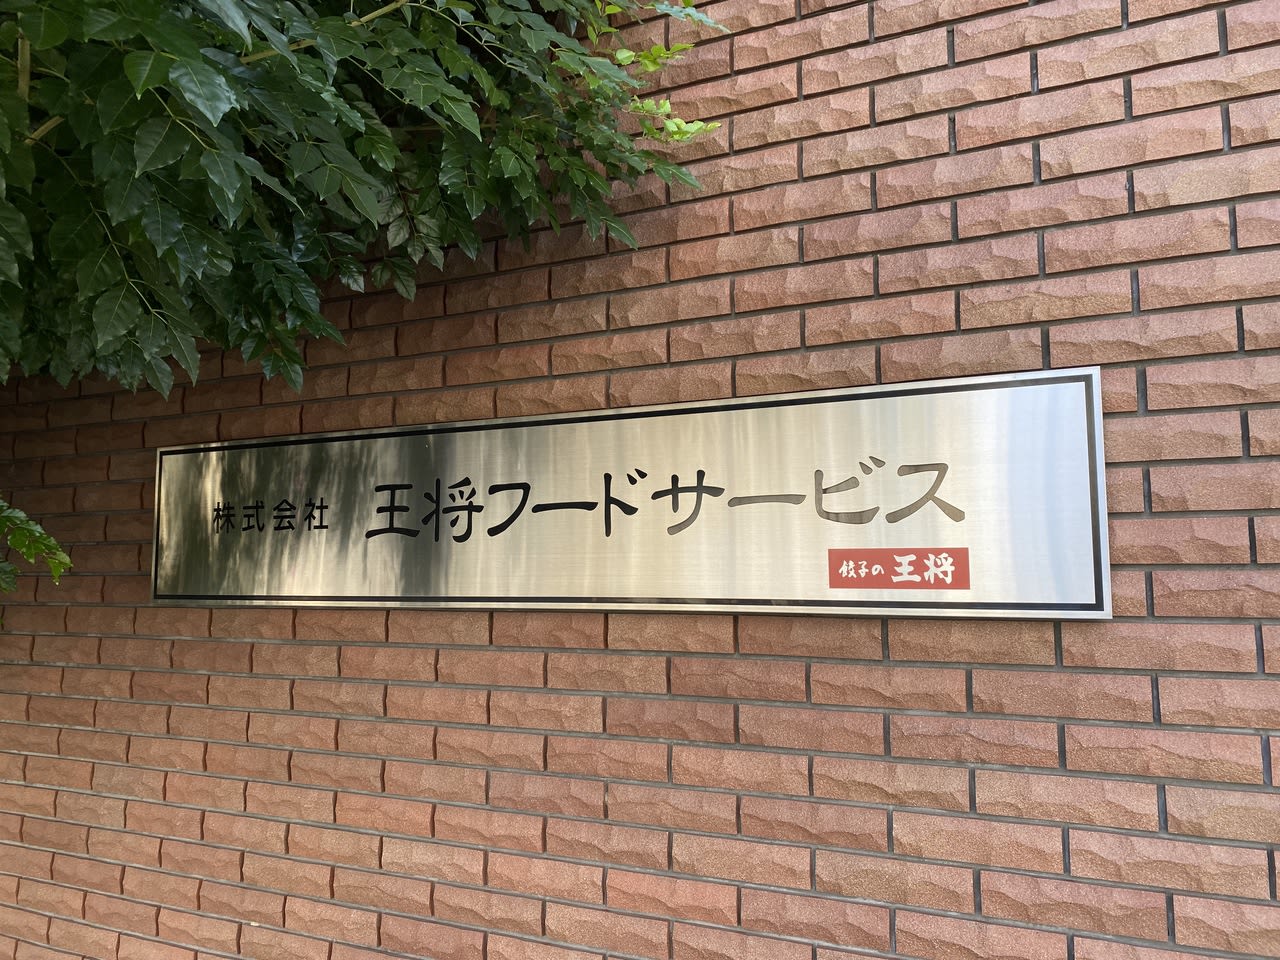 株式会社 王将フードサービス
餃子の王将